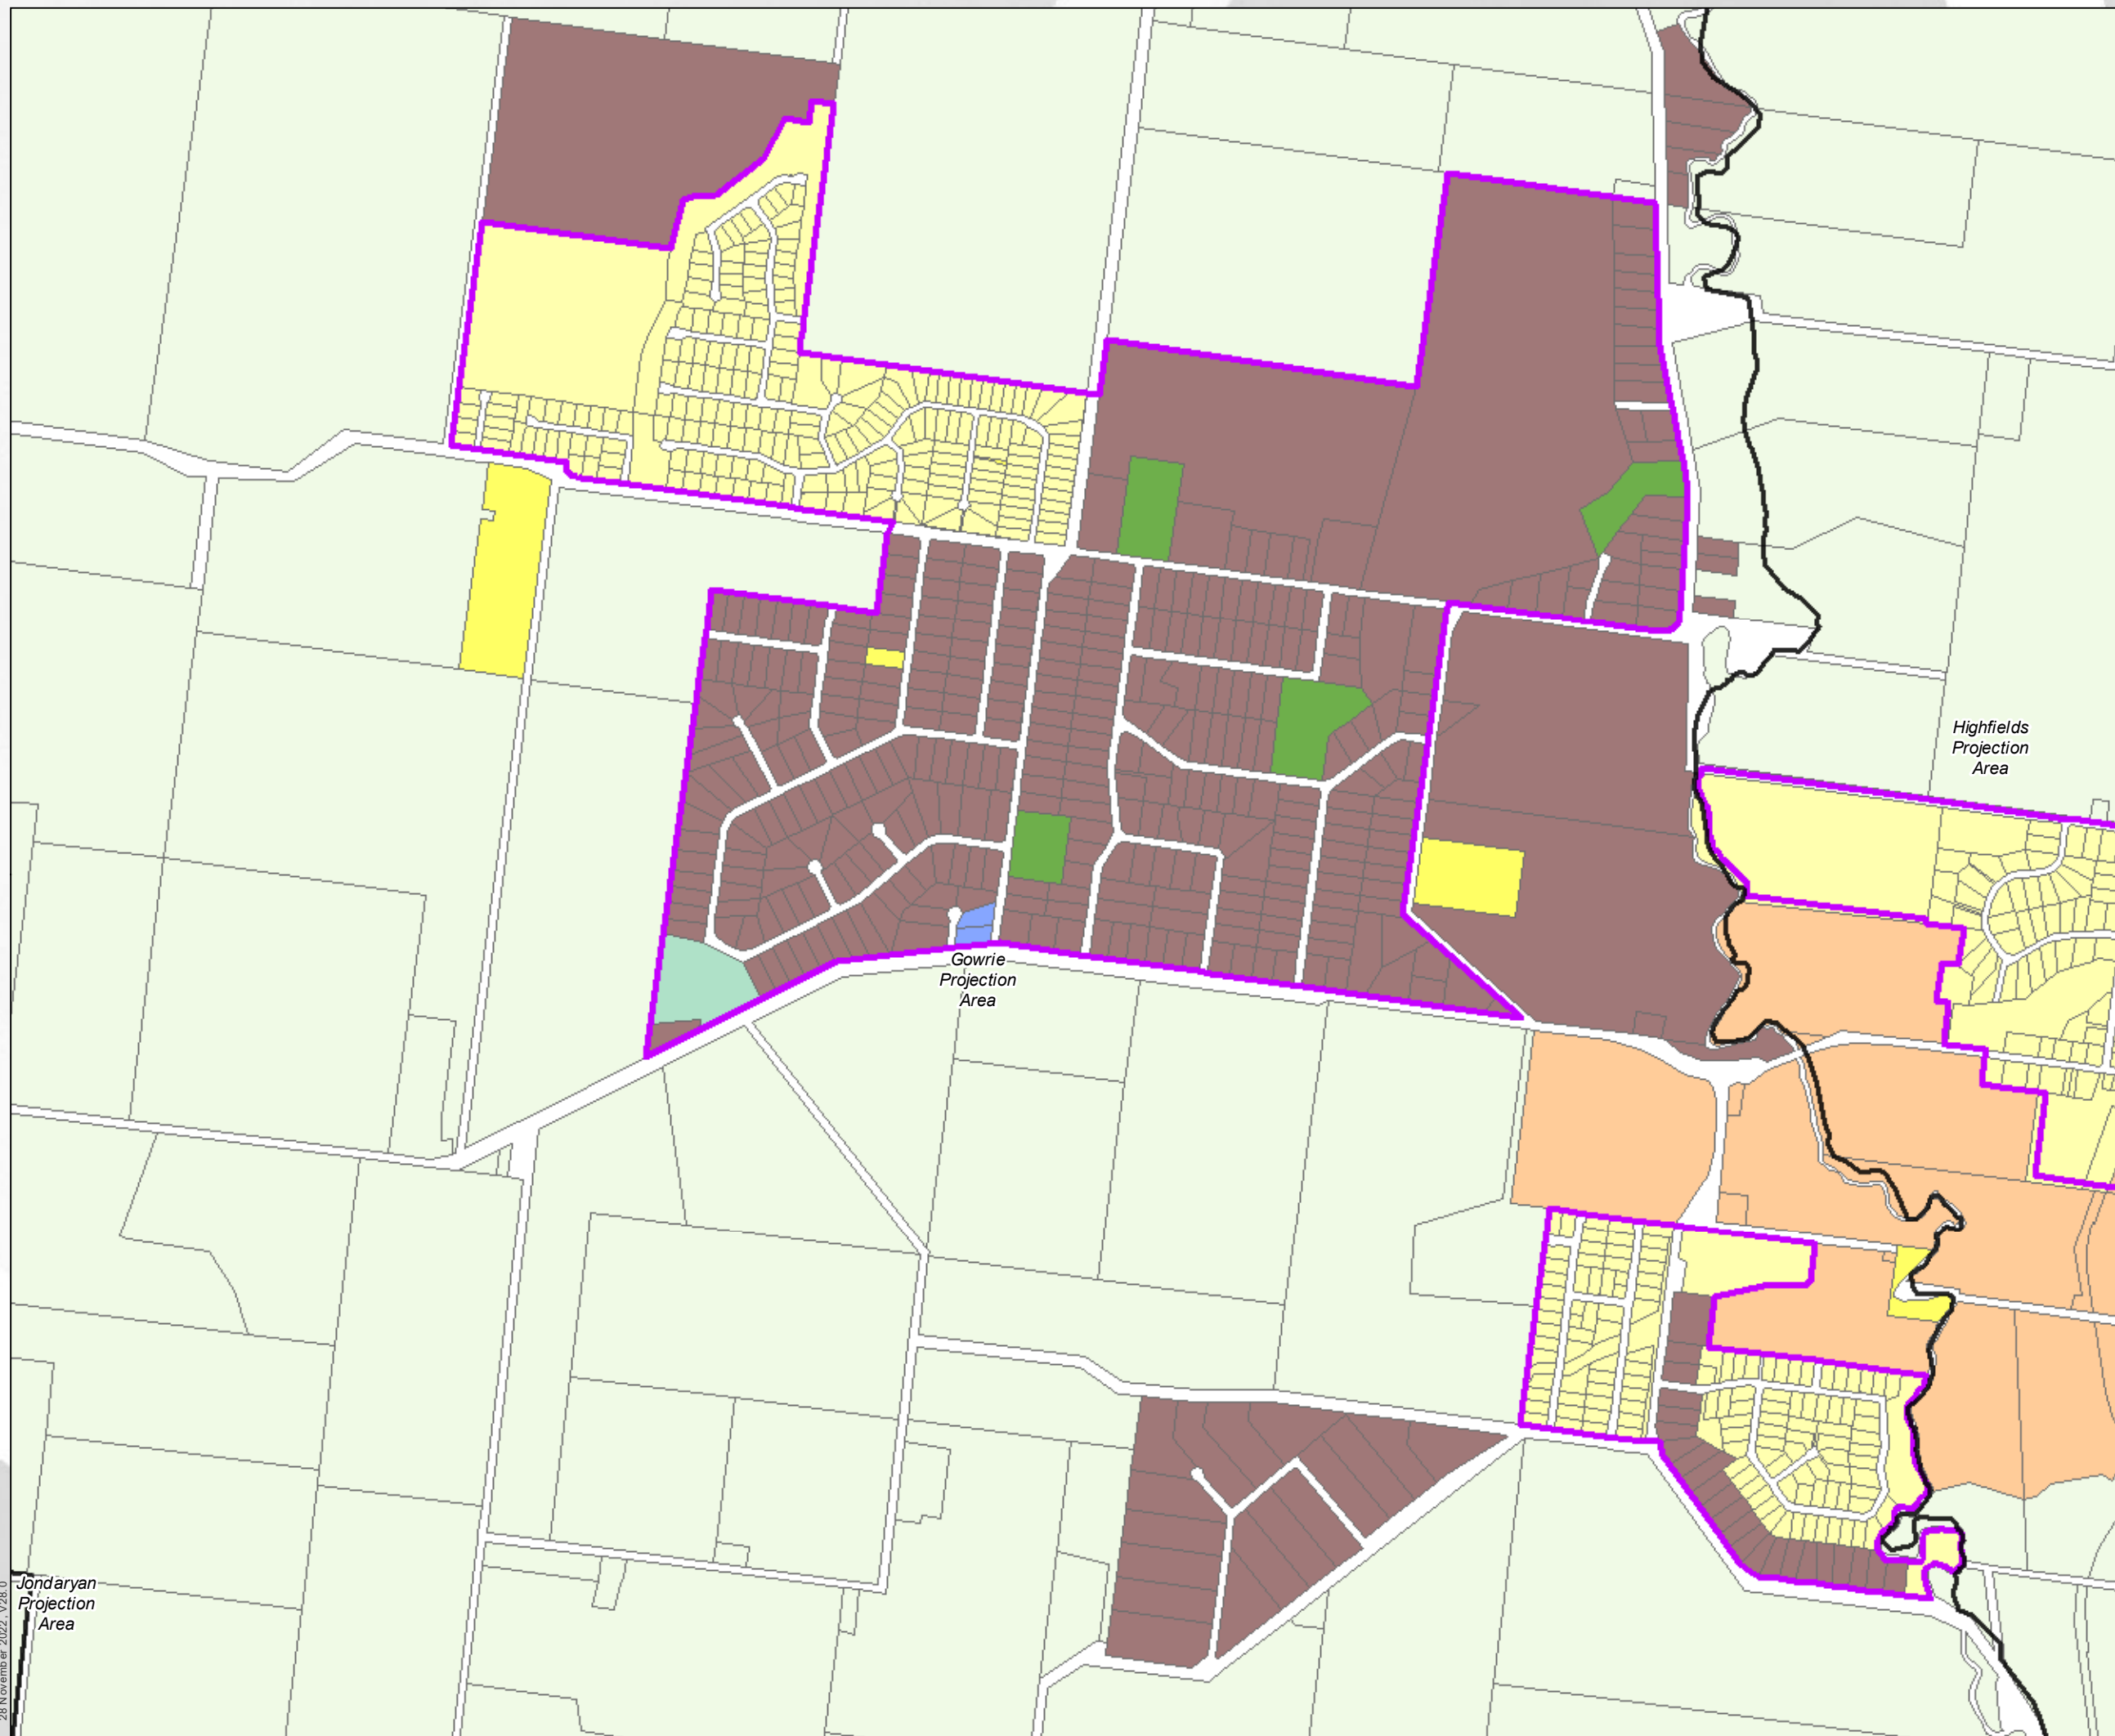 Highfields
Projection
Area
Gowrie
Projection
Area
Jondaryan
Projection
Area
28 November 2022, V28.0